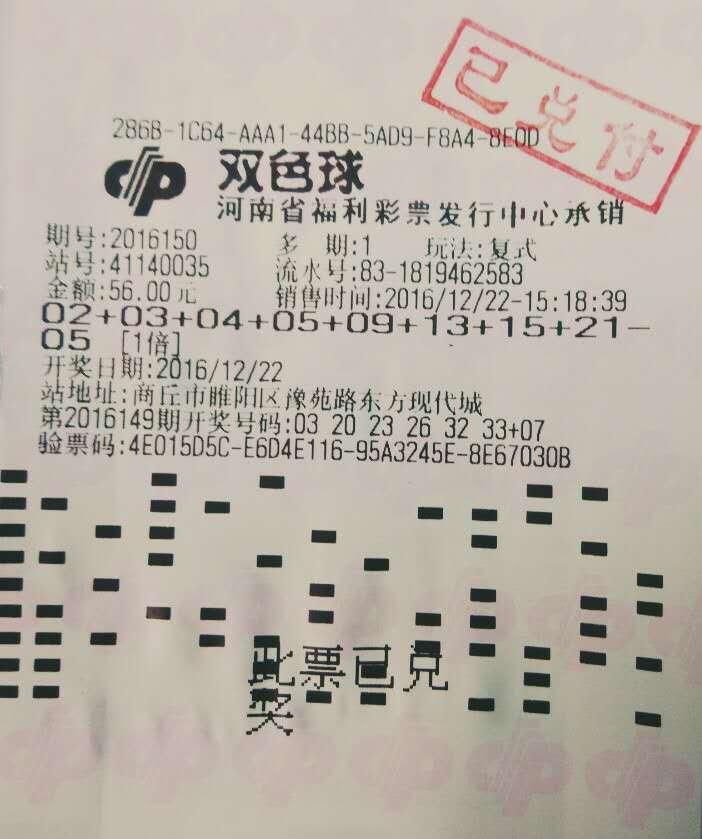 已兑付
286B-1C64-AAA1-44BB-5AD9-F8A4-8E0D
双色球
河南省福利彩票发行中心承销
期号:2016150 多 期:1 玩法:复式
站号:41140035 流水号:83-1819462583
金额:56.00元 销售时间:2016/12/22-15:18:39
02+03+04+05+09+13+15+21-
05 [1倍]
开奖日期:2016/12/22
站地址:商丘市睢阳区豫苑路东方现代城
第2016149期开奖号码:03 20 23 26 32 33+07
验票码:4E015D5C-E6D4E116-95A3245E-8E67030B
此票已兑
奖